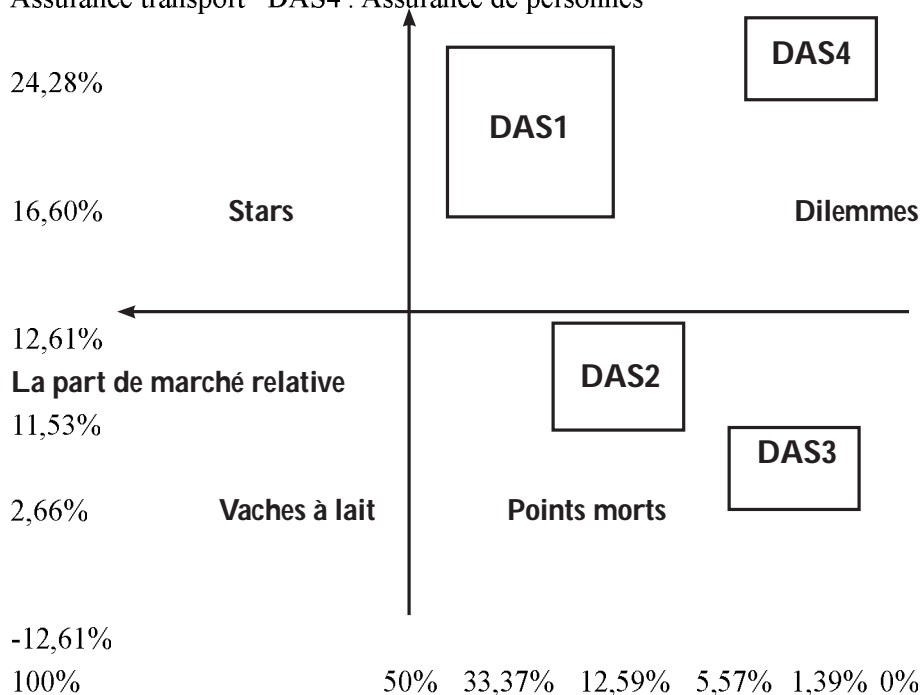 Assurance transport DAS4 : Assurance de personnes
DAS4
24,28%
DAS1
16,60%
Stars
Dilemmes
12,61%
DAS2
La part de marché relative
11,53%
DAS3
2,66%
Vaches à lait
Points morts
-12,61%
100% 50% 33,37% 12,59% 5,57% 1,39% 0%